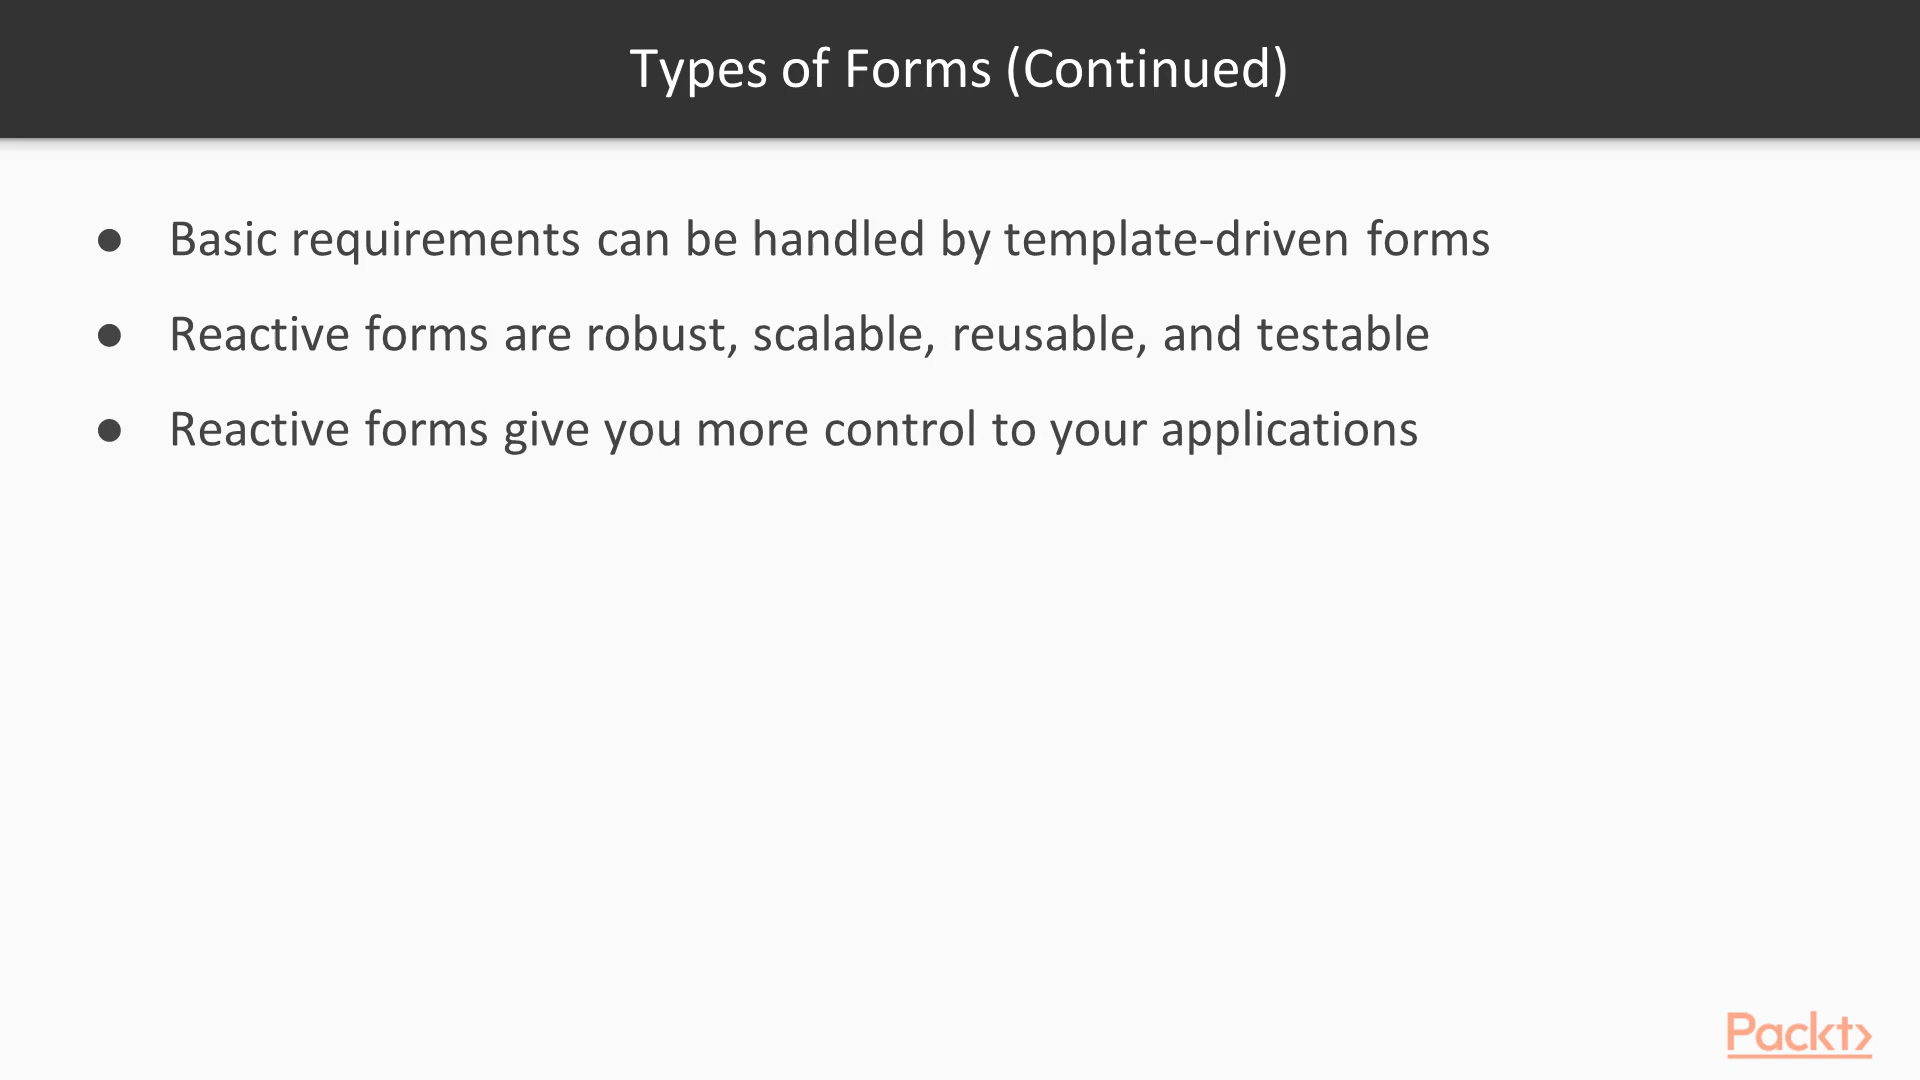 Types of Forms (Continued)
● Basic requirements can be handled by template-driven forms
● Reactive forms are robust, scalable, reusable, and testable
● Reactive forms give you more control to your applications
Packt>